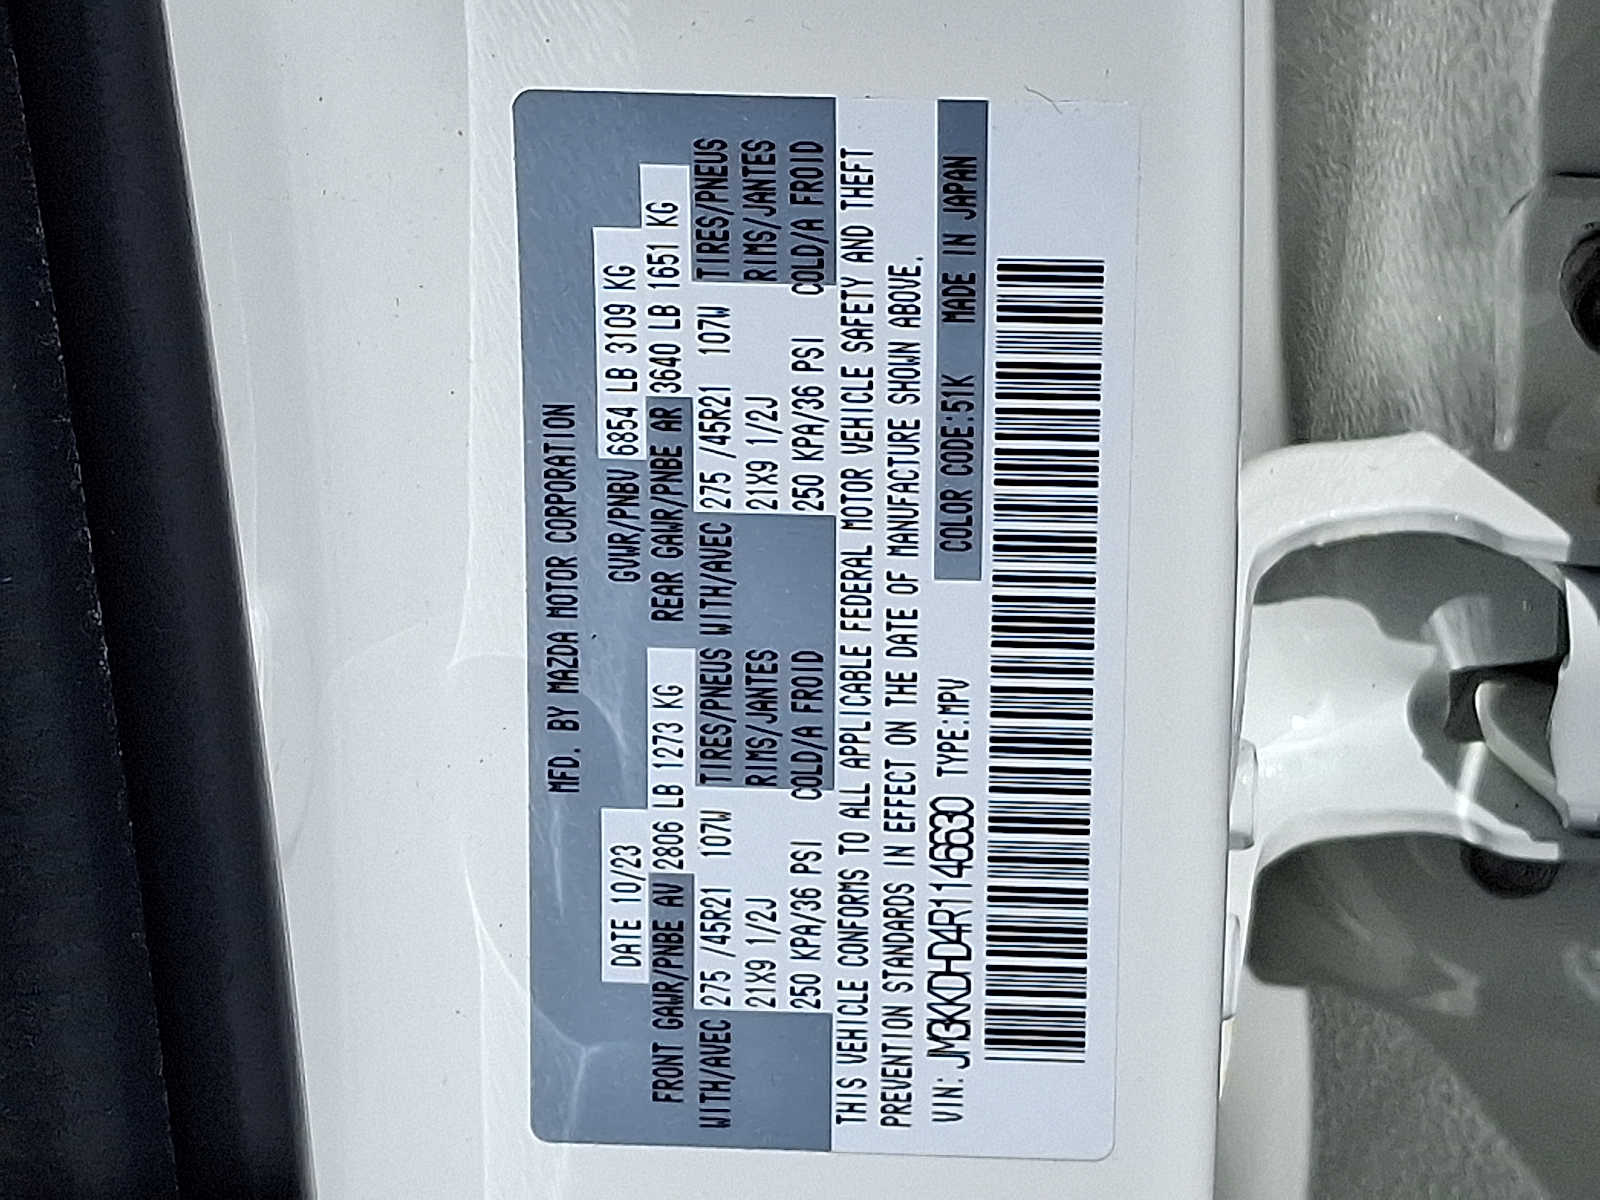 MFD. BY MAZDA MOTOR CORPORATION
DATE 10/23 GVWR/PNBV 6854 LB 3109 KG
FRONT GAWR/PNBE AV 2806 LB 1273 KG REAR GAWR/PNBE AR 3640 LB 1651 KG
WITH/AVEC 275 /45R21 107W TIRES/PNEUS WITH/AVEC 275 /45R21 107W TIRES/PNEUS
21X9 1/2J RIMS/JANTES 21X9 1/2J RIMS/JANTES
250 KPA/36 PSI COLD/A FROID 250 KPA/36 PSI COLD/A FROID
THIS VEHICLE CONFORMS TO ALL APPLICABLE FEDERAL MOTOR VEHICLE SAFETY AND THEFT
PREVENTION STANDARDS IN EFFECT ON THE DATE OF MANUFACTURE SHOWN ABOVE.
VIN: JM3KKDHD4R1146630 TYPE:MPV COLOR CODE:51K MADE IN JAPAN